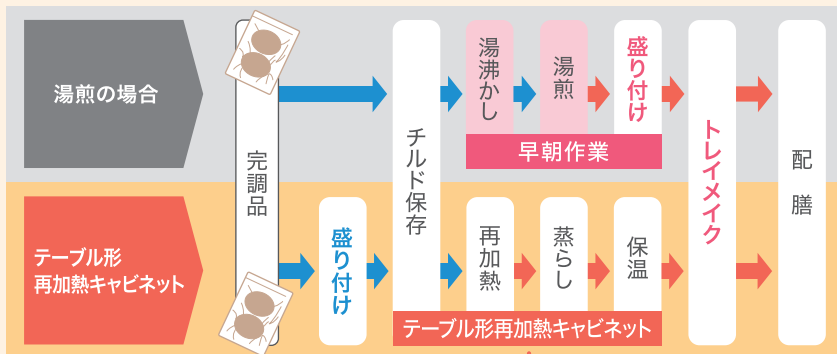 湯煎の場合
完調品
チルド保存
湯沸かし
湯煎
盛り付け
早朝作業
トレイメイク
配膳
テーブル形
再加熱キャビネット
盛り付け
再加熱
蒸らし
保温
テーブル形再加熱キャビネット